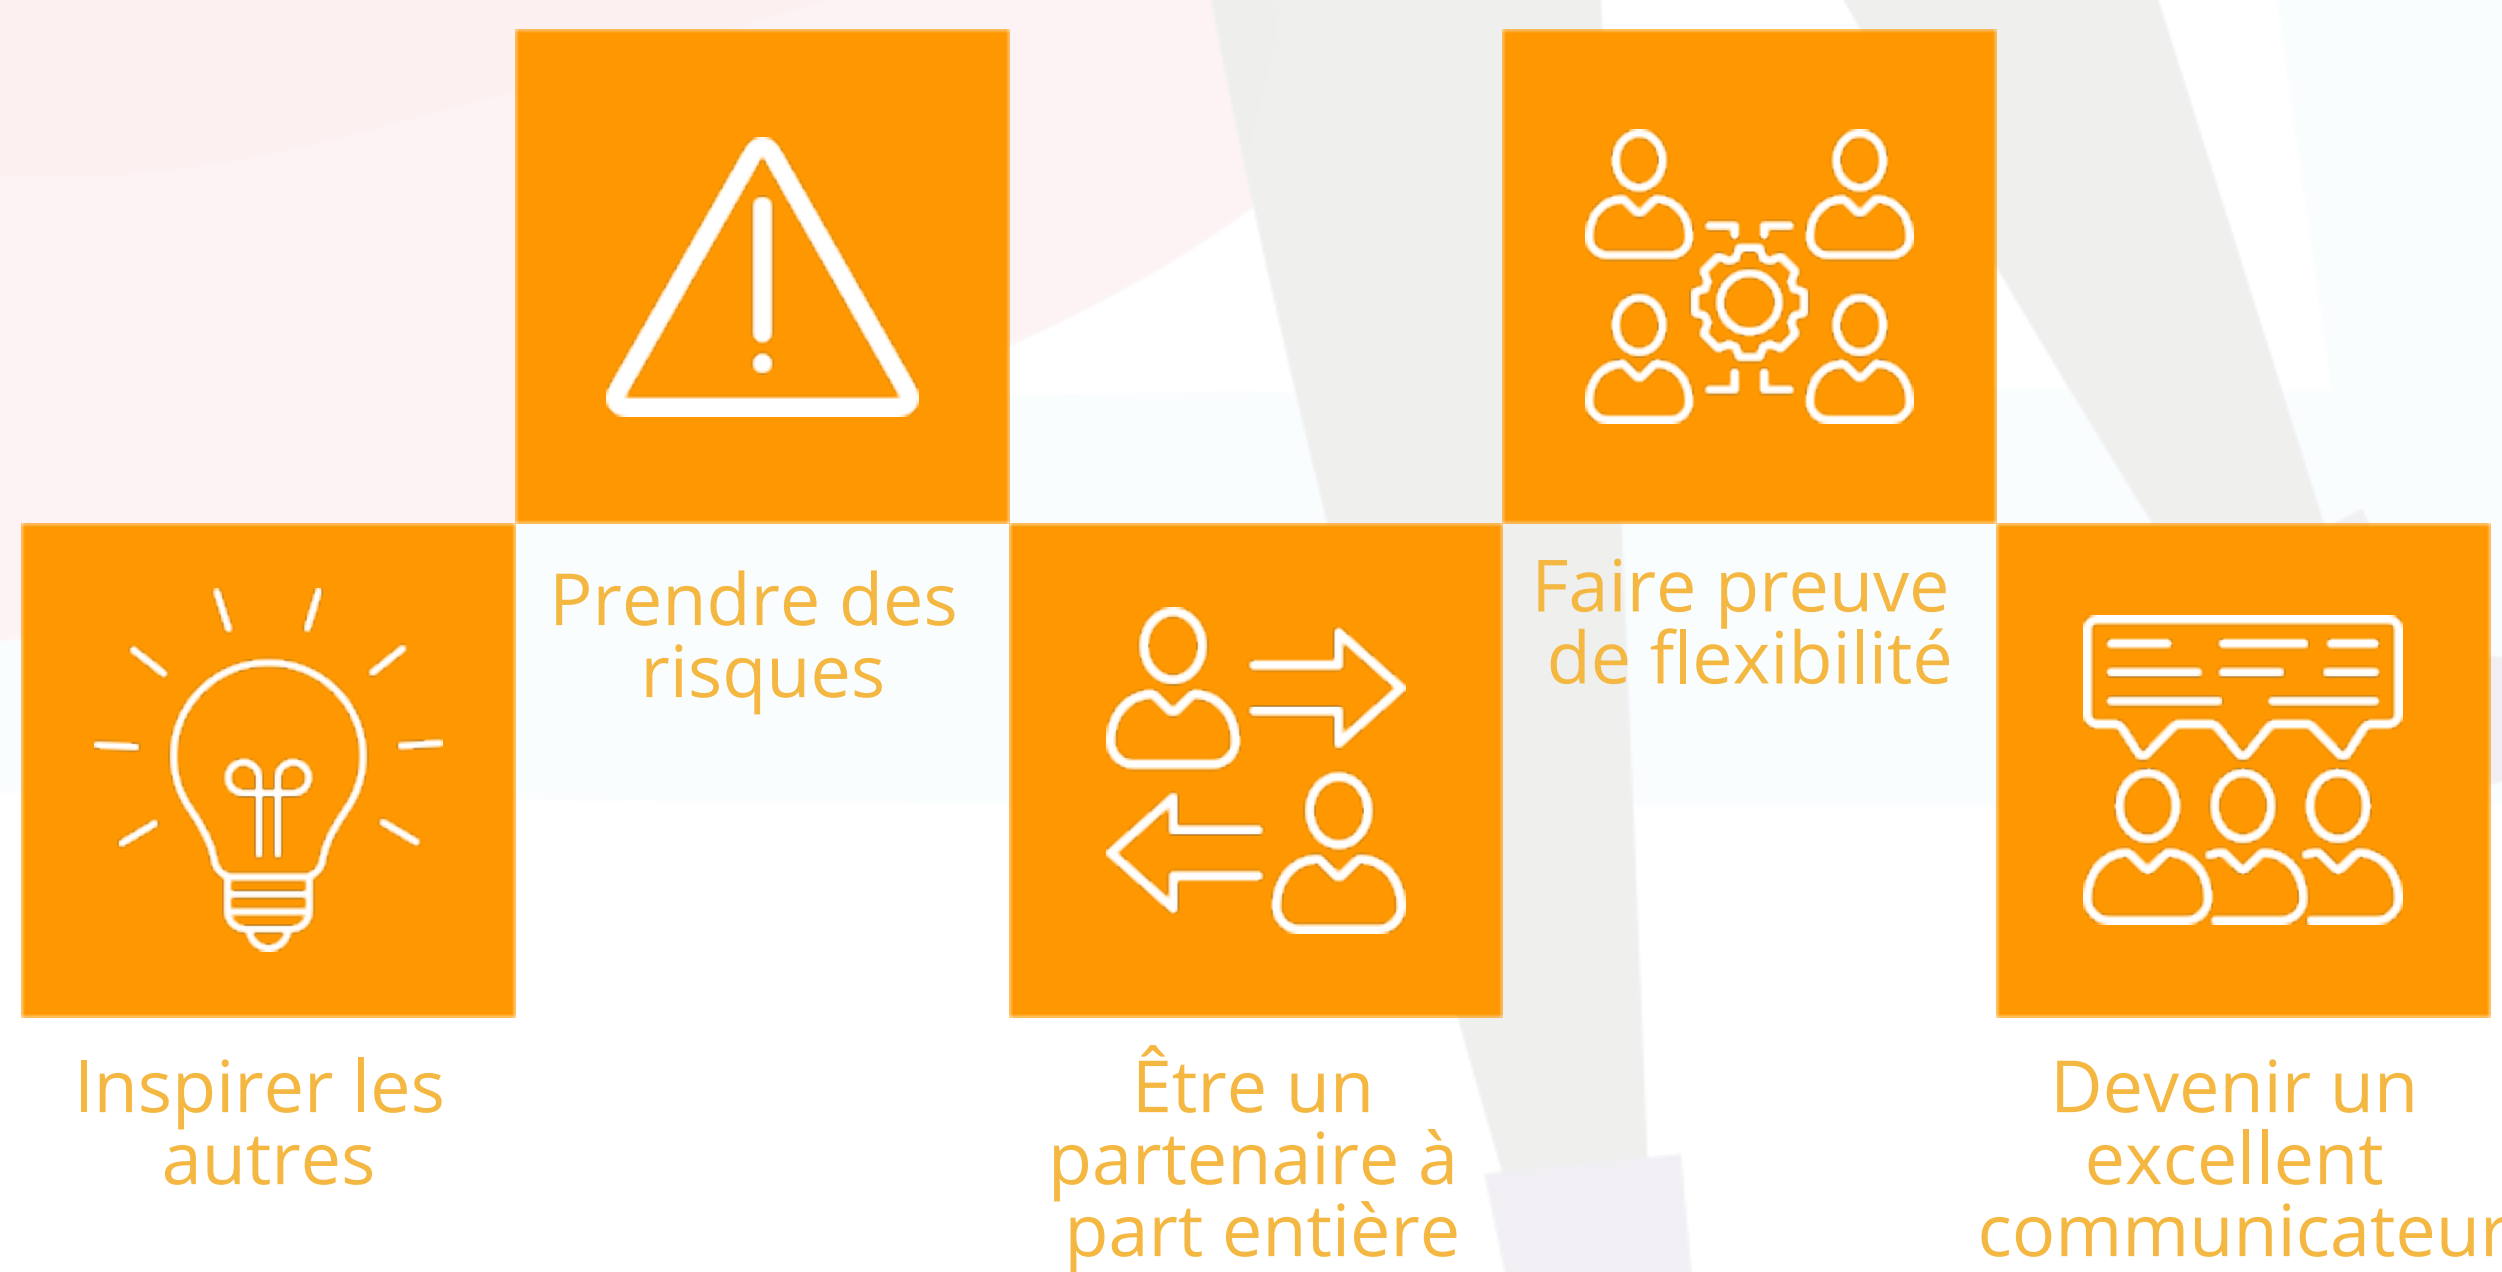 Inspirer les
autres
Prendre des
risques
Être un
partenaire à
part entière
Faire preuve
de flexibilité
Devenir un
excellent
communicateur